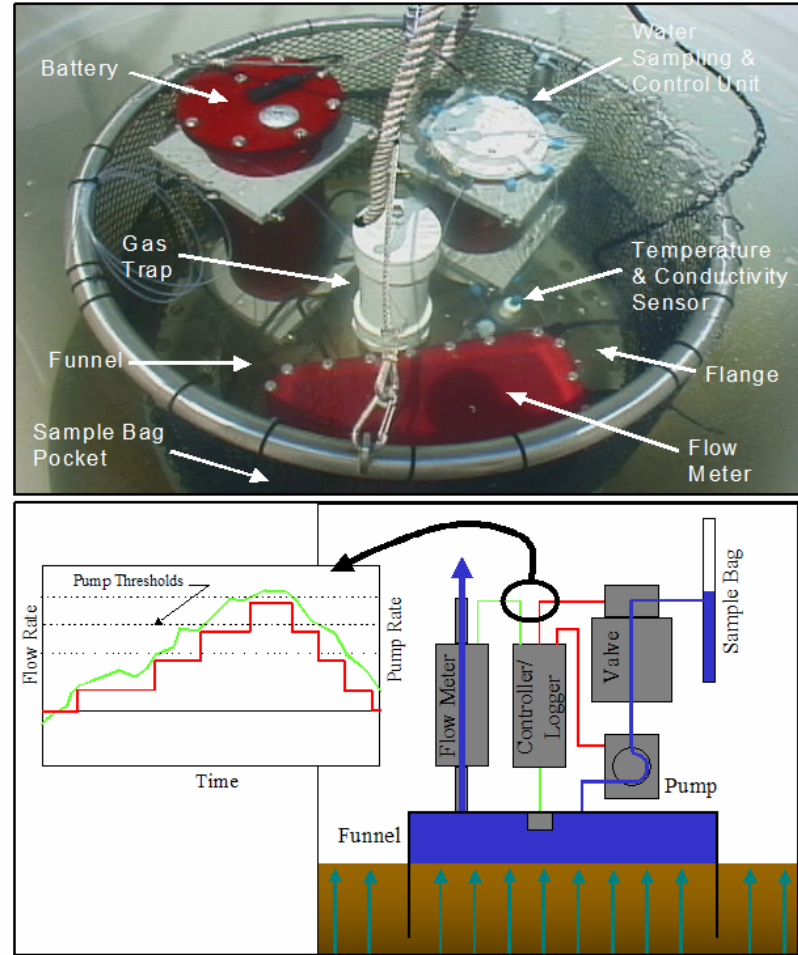 Battery
Water
Sampling &
Control Unit
Gas
Trap
Temperature
& Conductivity
Sensor
Funnel
Flange
Sample Bag
Pocket
Flow
Meter
Pump Thresholds
Flow Rate
Pump Rate
Time
Flow Meter
Controller/
Logger
Valve
Sample Bag
Pump
Funnel